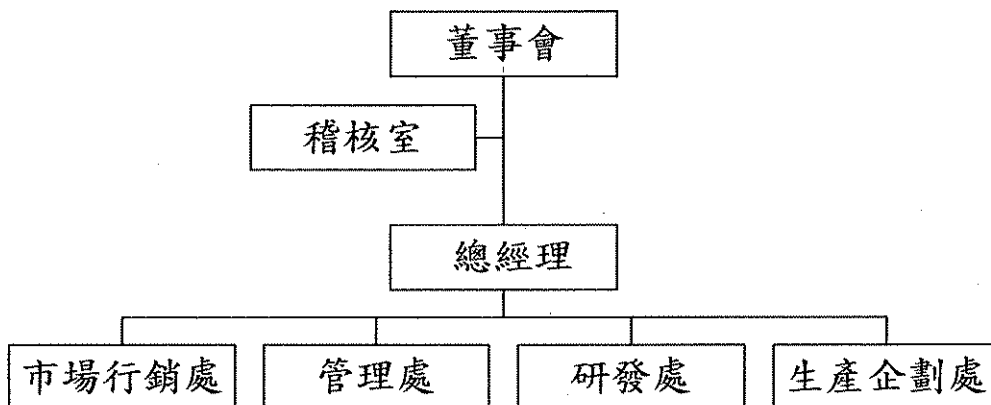 董事會
稽核室
總經理
市場行銷處
管理處
研發處
生產企劃處